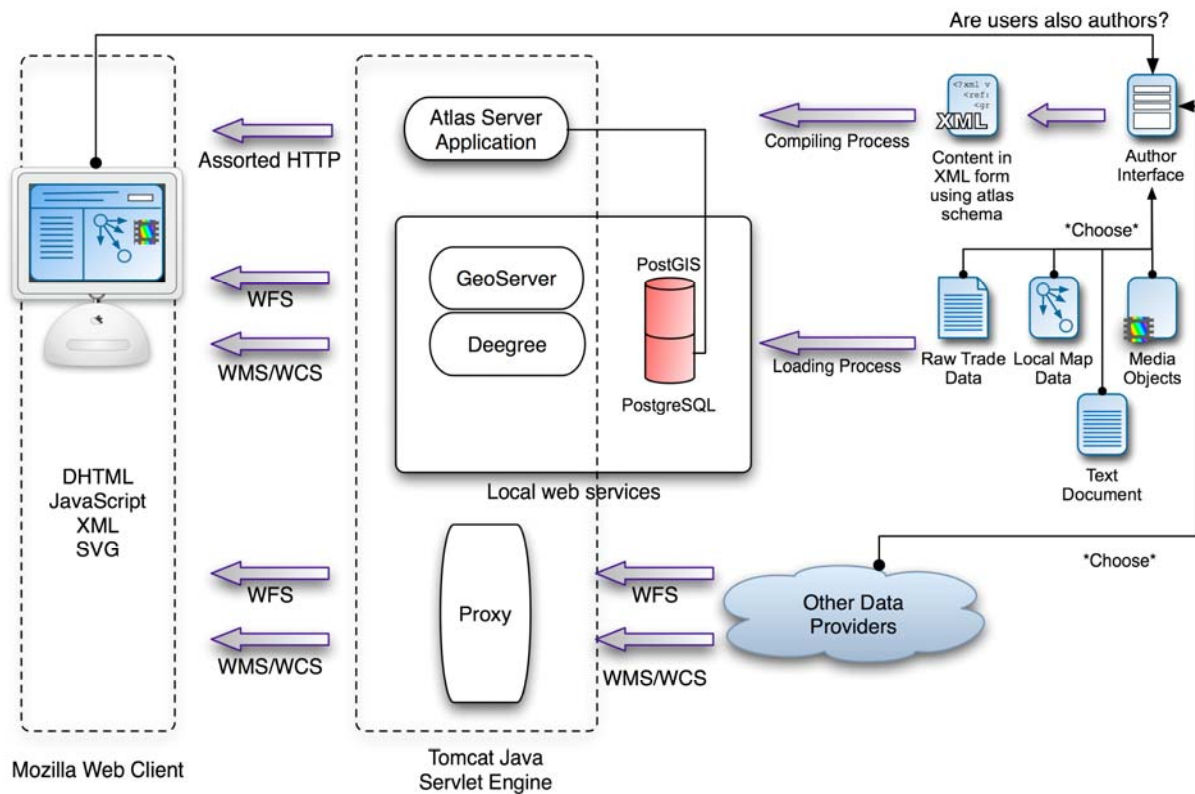 Are users also authors?
Atlas Server
Application
Assorted HTTP
Compiling Process
<?xml v
<ref:
<gr
XML
Content in
XML form
using atlas
schema
Author
Interface
*Choose*
WFS
GeoServer
PostGIS
WMS/WCS
Deegree
Loading Process
Raw Trade
Data
Local Map
Data
Media
Objects
PostgreSQL
Text
Document
Local web services
DHTML
JavaScript
XML
SVG
*Choose*
WFS
WFS
Proxy
Other Data
Providers
WMS/WCS
WMS/WCS
Mozilla Web Client
Tomcat Java
Servlet Engine